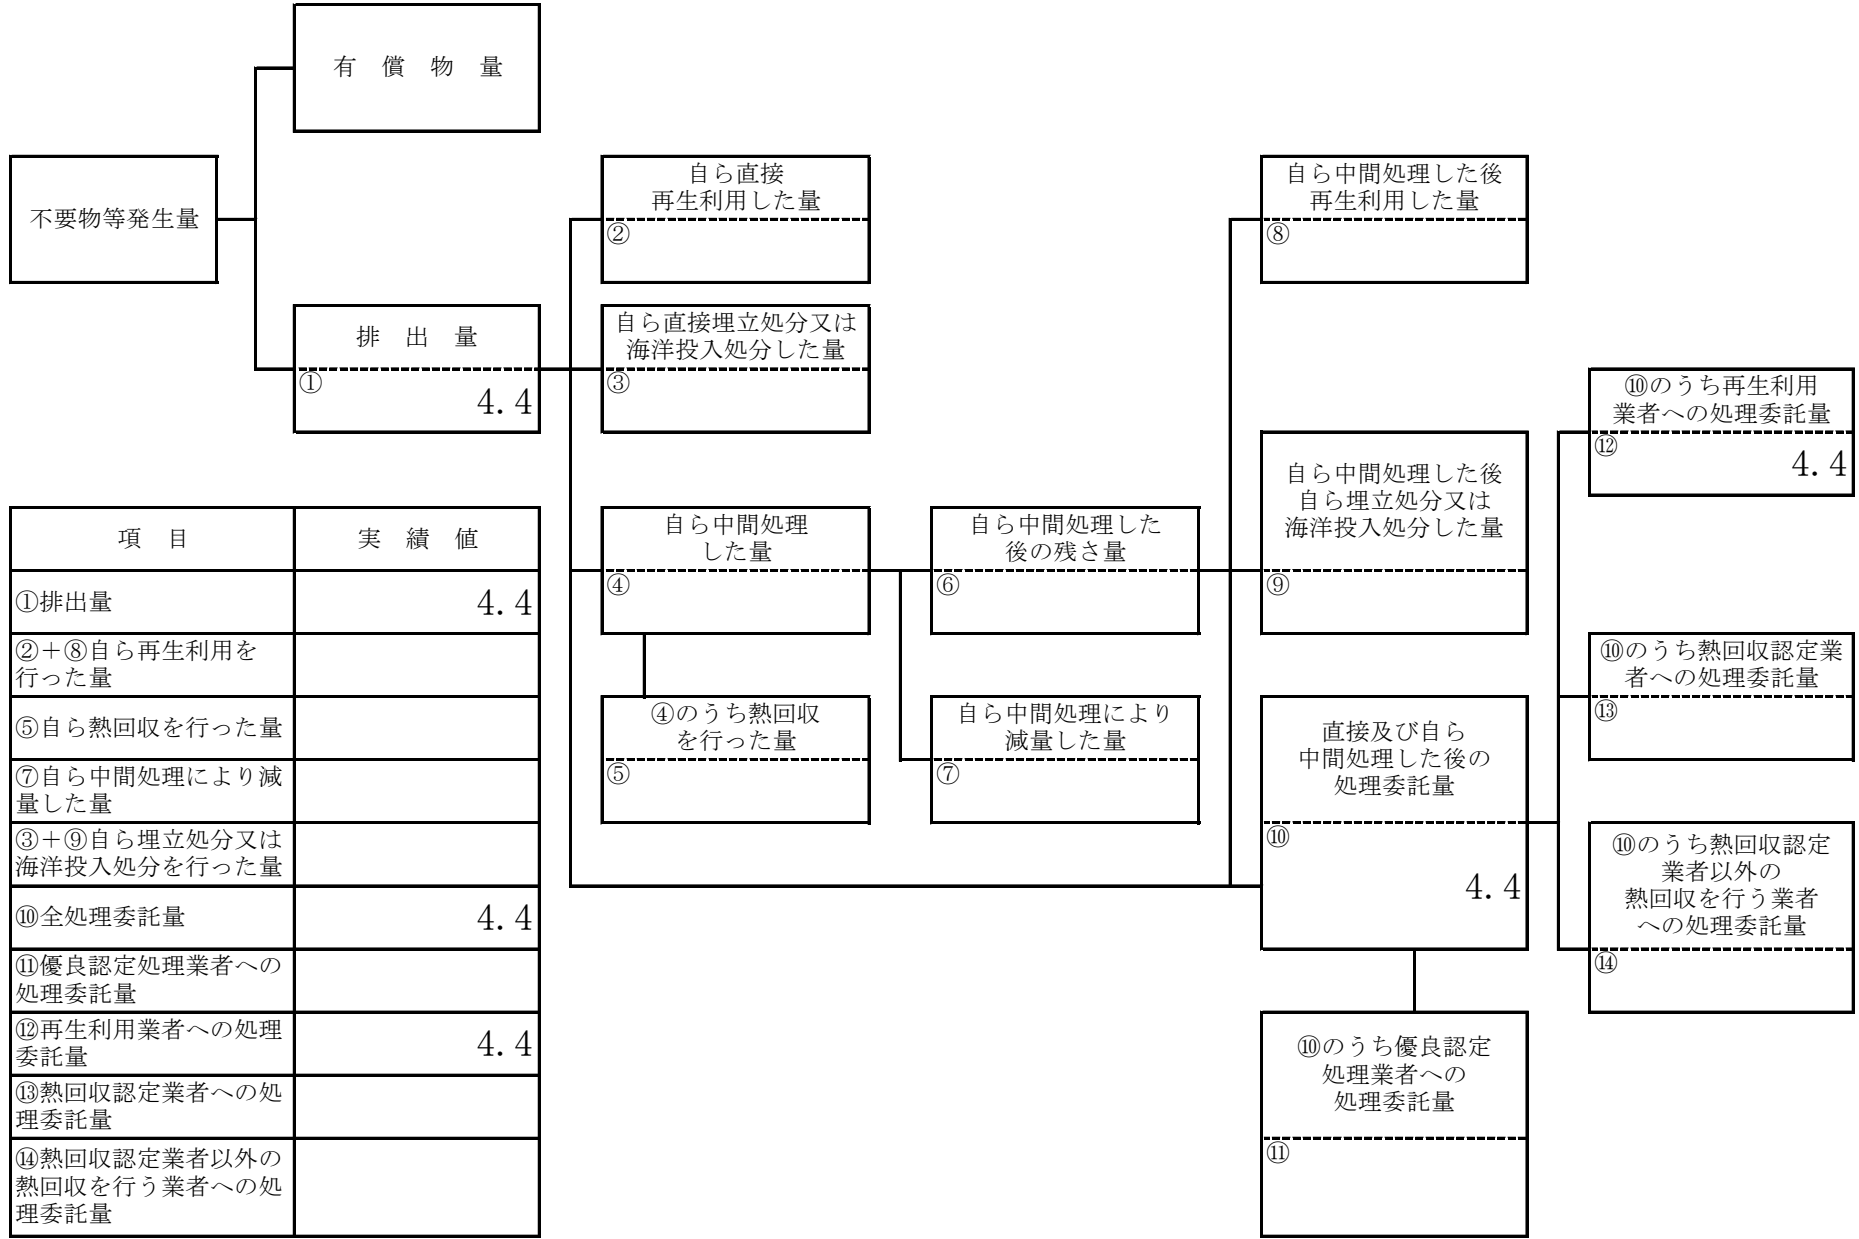 有　償　物　量
不要物等発生量
排　出　量
①
4.4
自ら直接
再生利用した量
②
自ら直接埋立処分又は
海洋投入処分した量
③
自ら中間処理
した量
④
④のうち熱回収
を行った量
⑤
自ら中間処理した
後の残さ量
⑥
自ら中間処理により
減量した量
⑦
自ら中間処理した後
再生利用した量
⑧
自ら中間処理した後
自ら埋立処分又は
海洋投入処分した量
⑨
直接及び自ら
中間処理した後の
処理委託量
⑩
4.4
⑩のうち優良認定
処理業者への
処理委託量
⑪
⑩のうち再生利用
業者への処理委託量
⑫
4.4
⑩のうち熱回収認定業
者への処理委託量
⑬
⑩のうち熱回収認定
業者以外の
熱回収を行う業者
への処理委託量
⑭
項　目　実　績　値
①排出量　4.4
②＋⑧自ら再生利用を
行った量
⑤自ら熱回収を行った量
⑦自ら中間処理により減
量した量
③＋⑨自ら埋立処分又は
海洋投入処分を行った量
⑩全処理委託量　4.4
⑪優良認定処理業者への
処理委託量
⑫再生利用業者への処理
委託量　4.4
⑬熱回収認定業者への処
理委託量
⑭熱回収認定業者以外の
熱回収を行う業者への処
理委託量